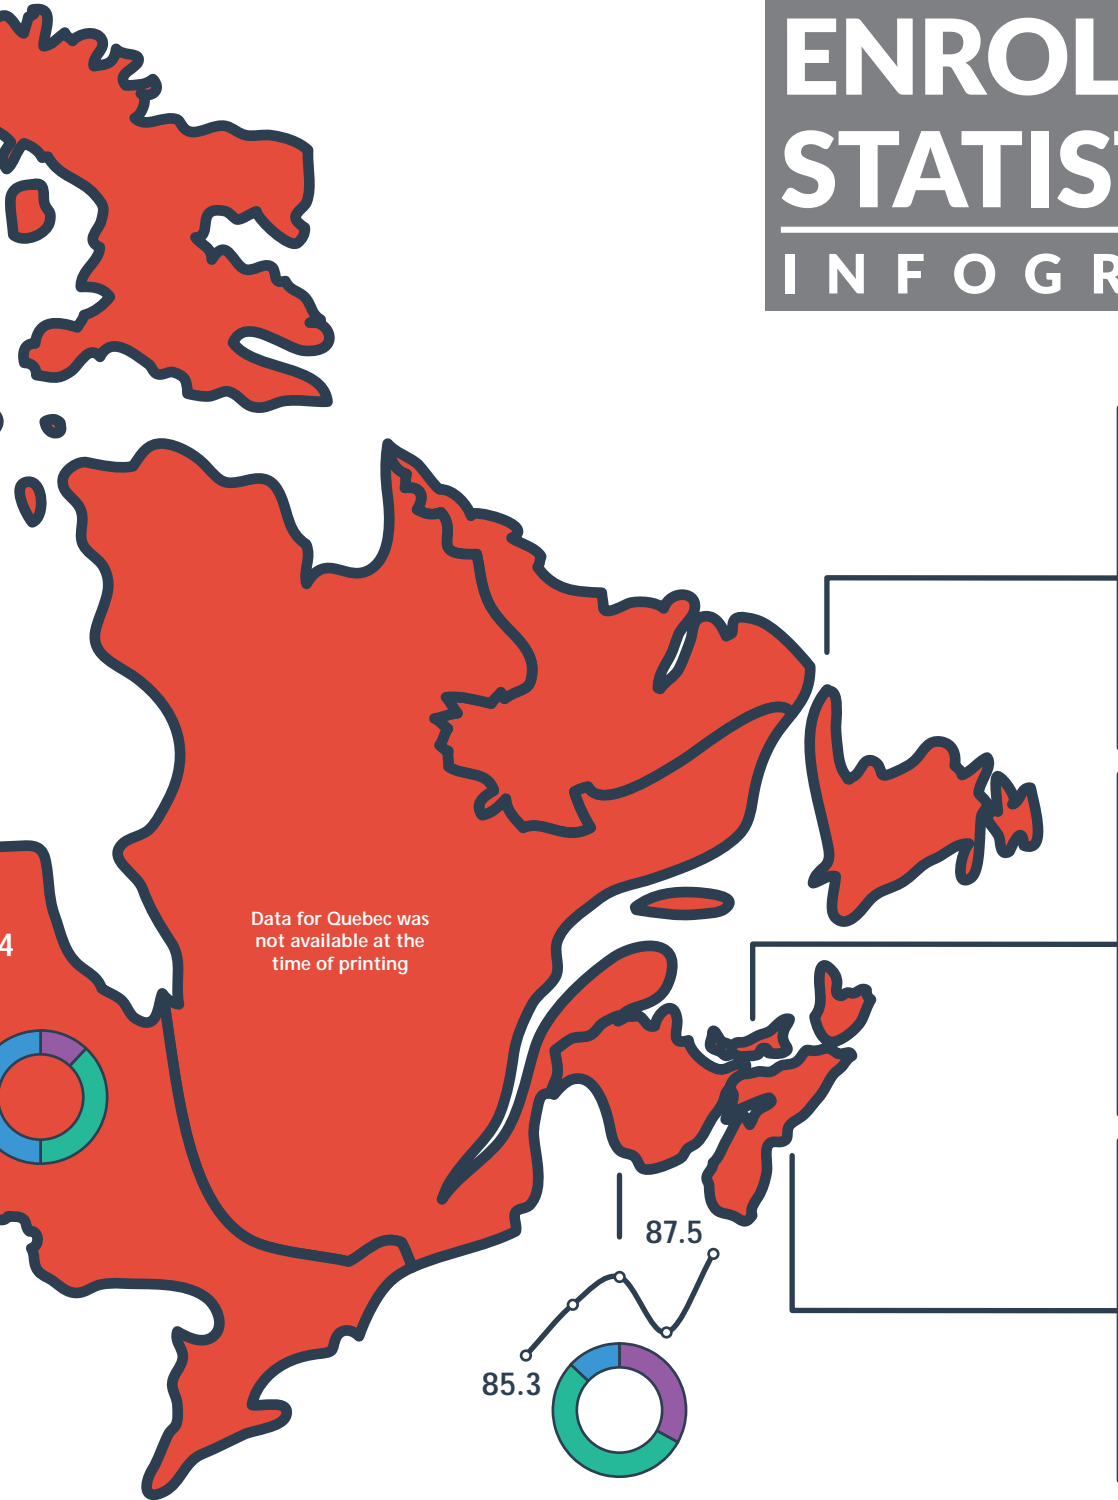 ENROL
STATIS
INFOGR
Data for Quebec was
not available at the
time of printing
4
87.5
85.3